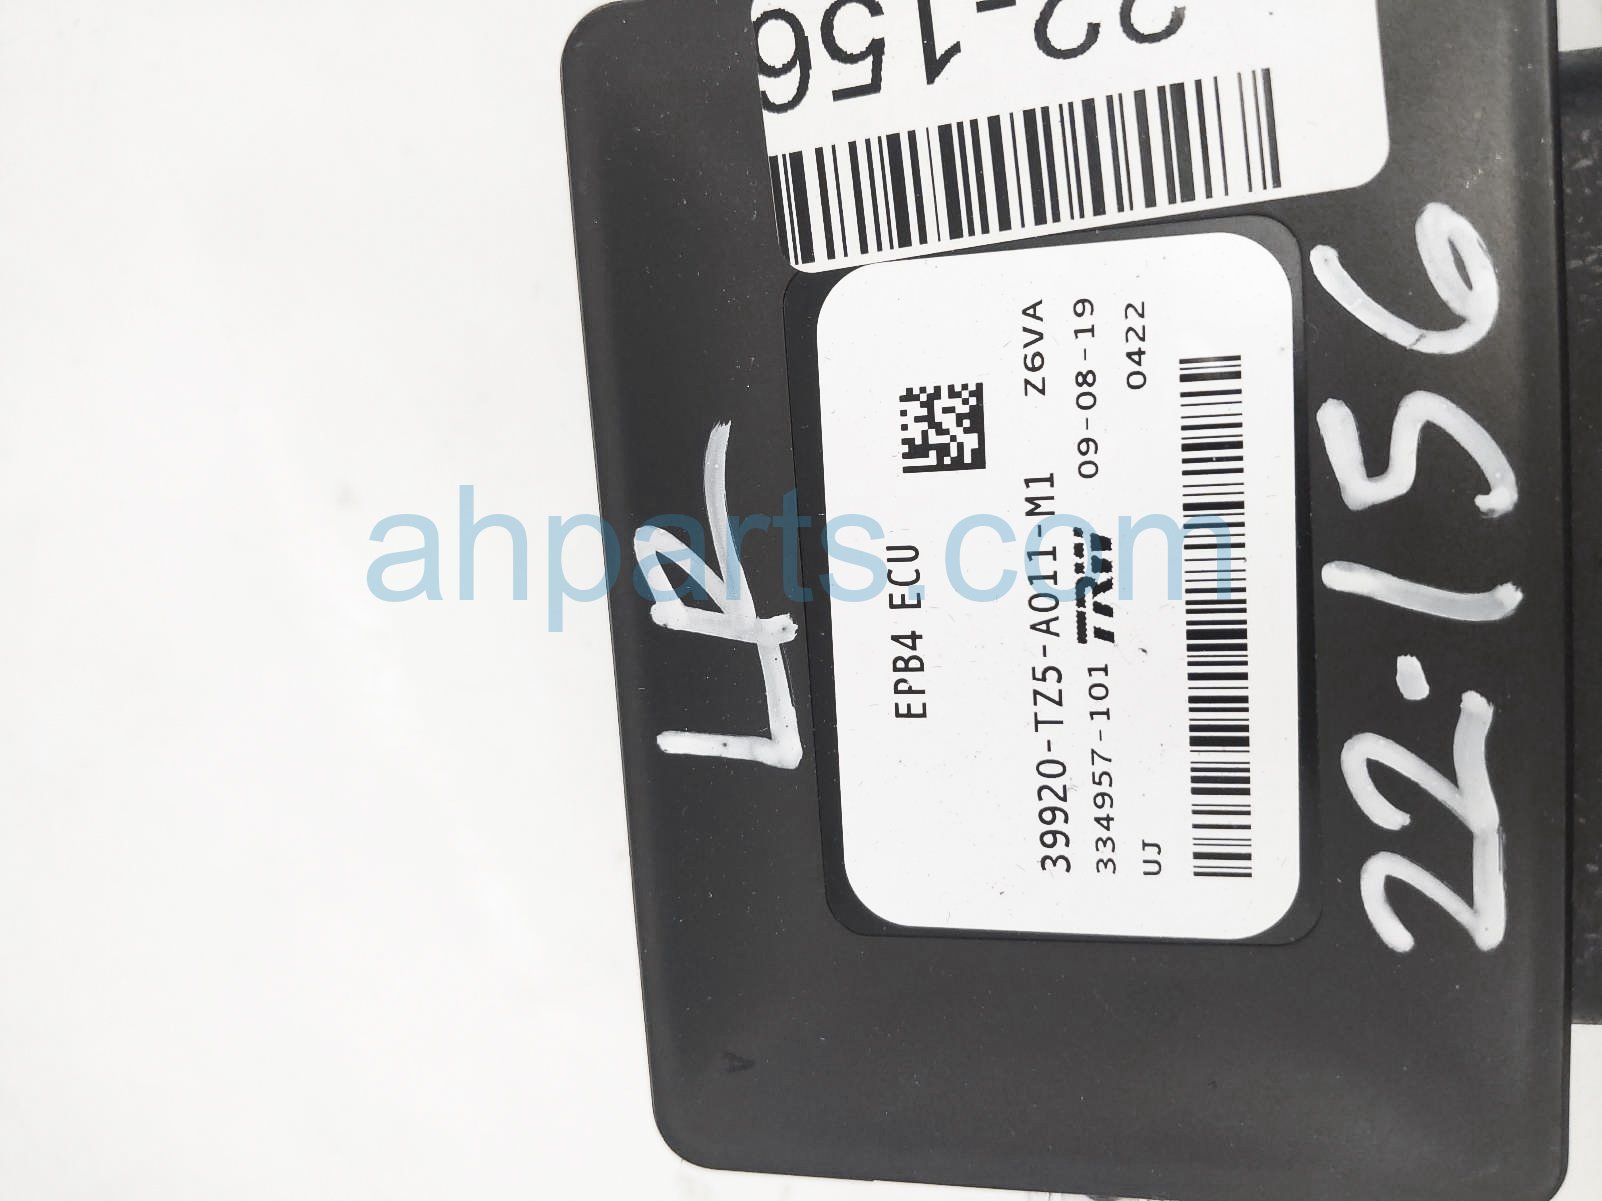 22-156
LR
EPB4 ECU
39920-TZ5-A011-M1 Z6VA
334957-101 TRW 09-08-19
UJ 0422
22-156
A
ahparts.com